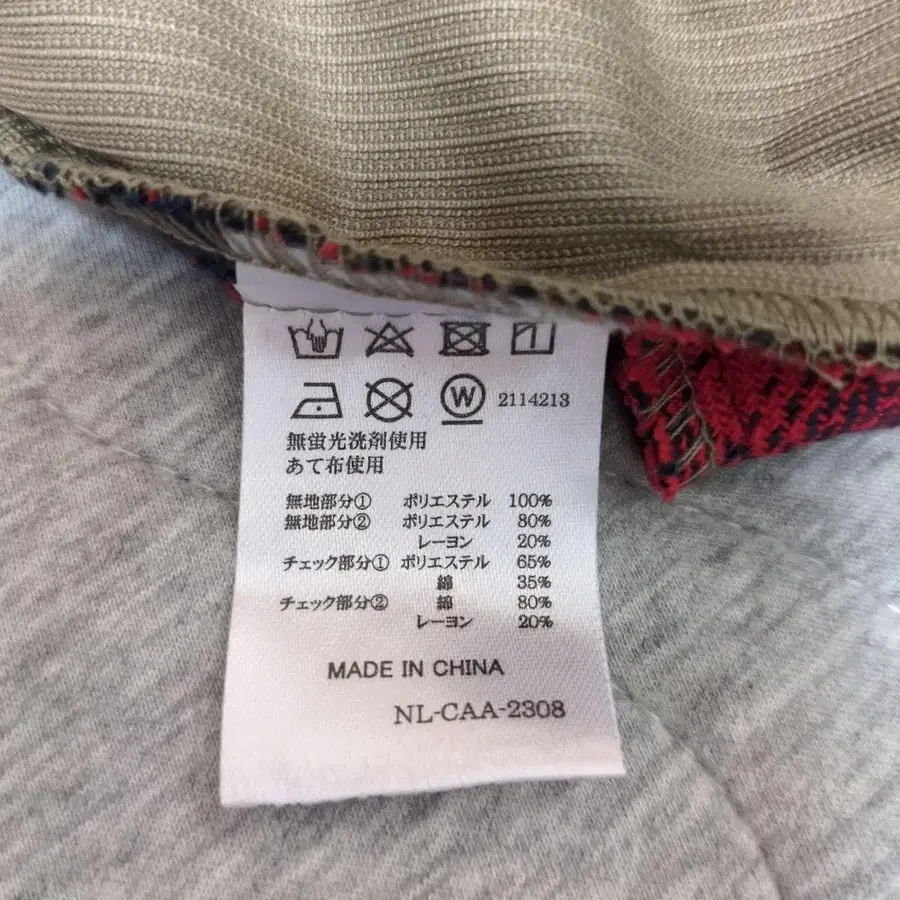 W 2114213
無蛍光洗剤使用
あて布使用
無地部分① ポリエステル 100%
無地部分② ポリエステル 80%
レーヨン 20%
チェック部分① ポリエステル 65%
綿 35%
チェック部分② 綿 80%
レーヨン 20%
MADE IN CHINA
NL-CAA-2308